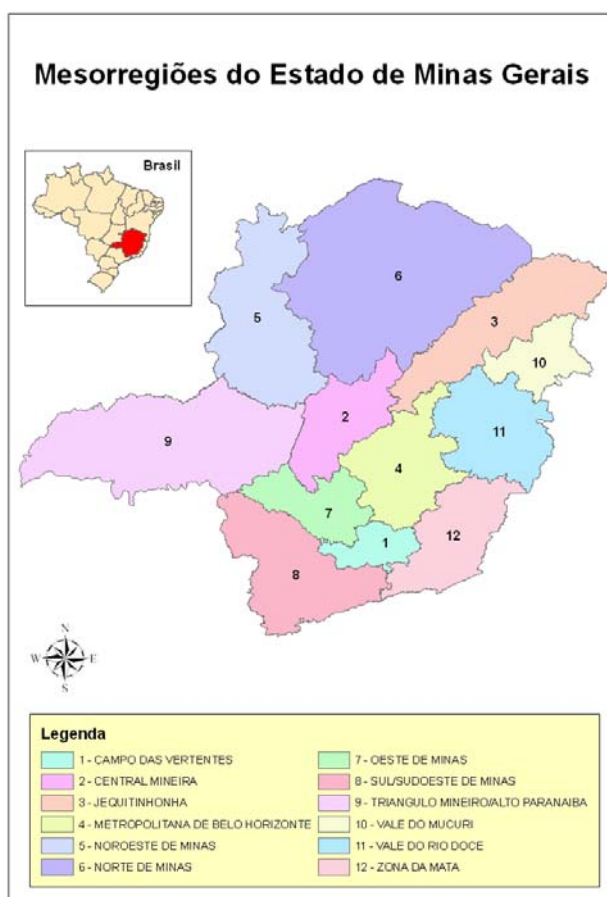 Mesorregiões do Estado de Minas Gerais
Brasil
6
5
3
10
2
9
11
4
7
12
1
8
N
W E
S
Legenda
1 - CAMPO DAS VERTENTES
2 - CENTRAL MINEIRA
3 - JEQUITINHONHA
4 - METROPOLITANA DE BELO HORIZONTE
5 - NOROESTE DE MINAS
6 - NORTE DE MINAS
7 - OESTE DE MINAS
8 - SUL/SUDOESTE DE MINAS
9 - TRIANGULO MINEIRO/ALTO PARANAIBA
10 - VALE DO MUCURI
11 - VALE DO RIO DOCE
12 - ZONA DA MATA